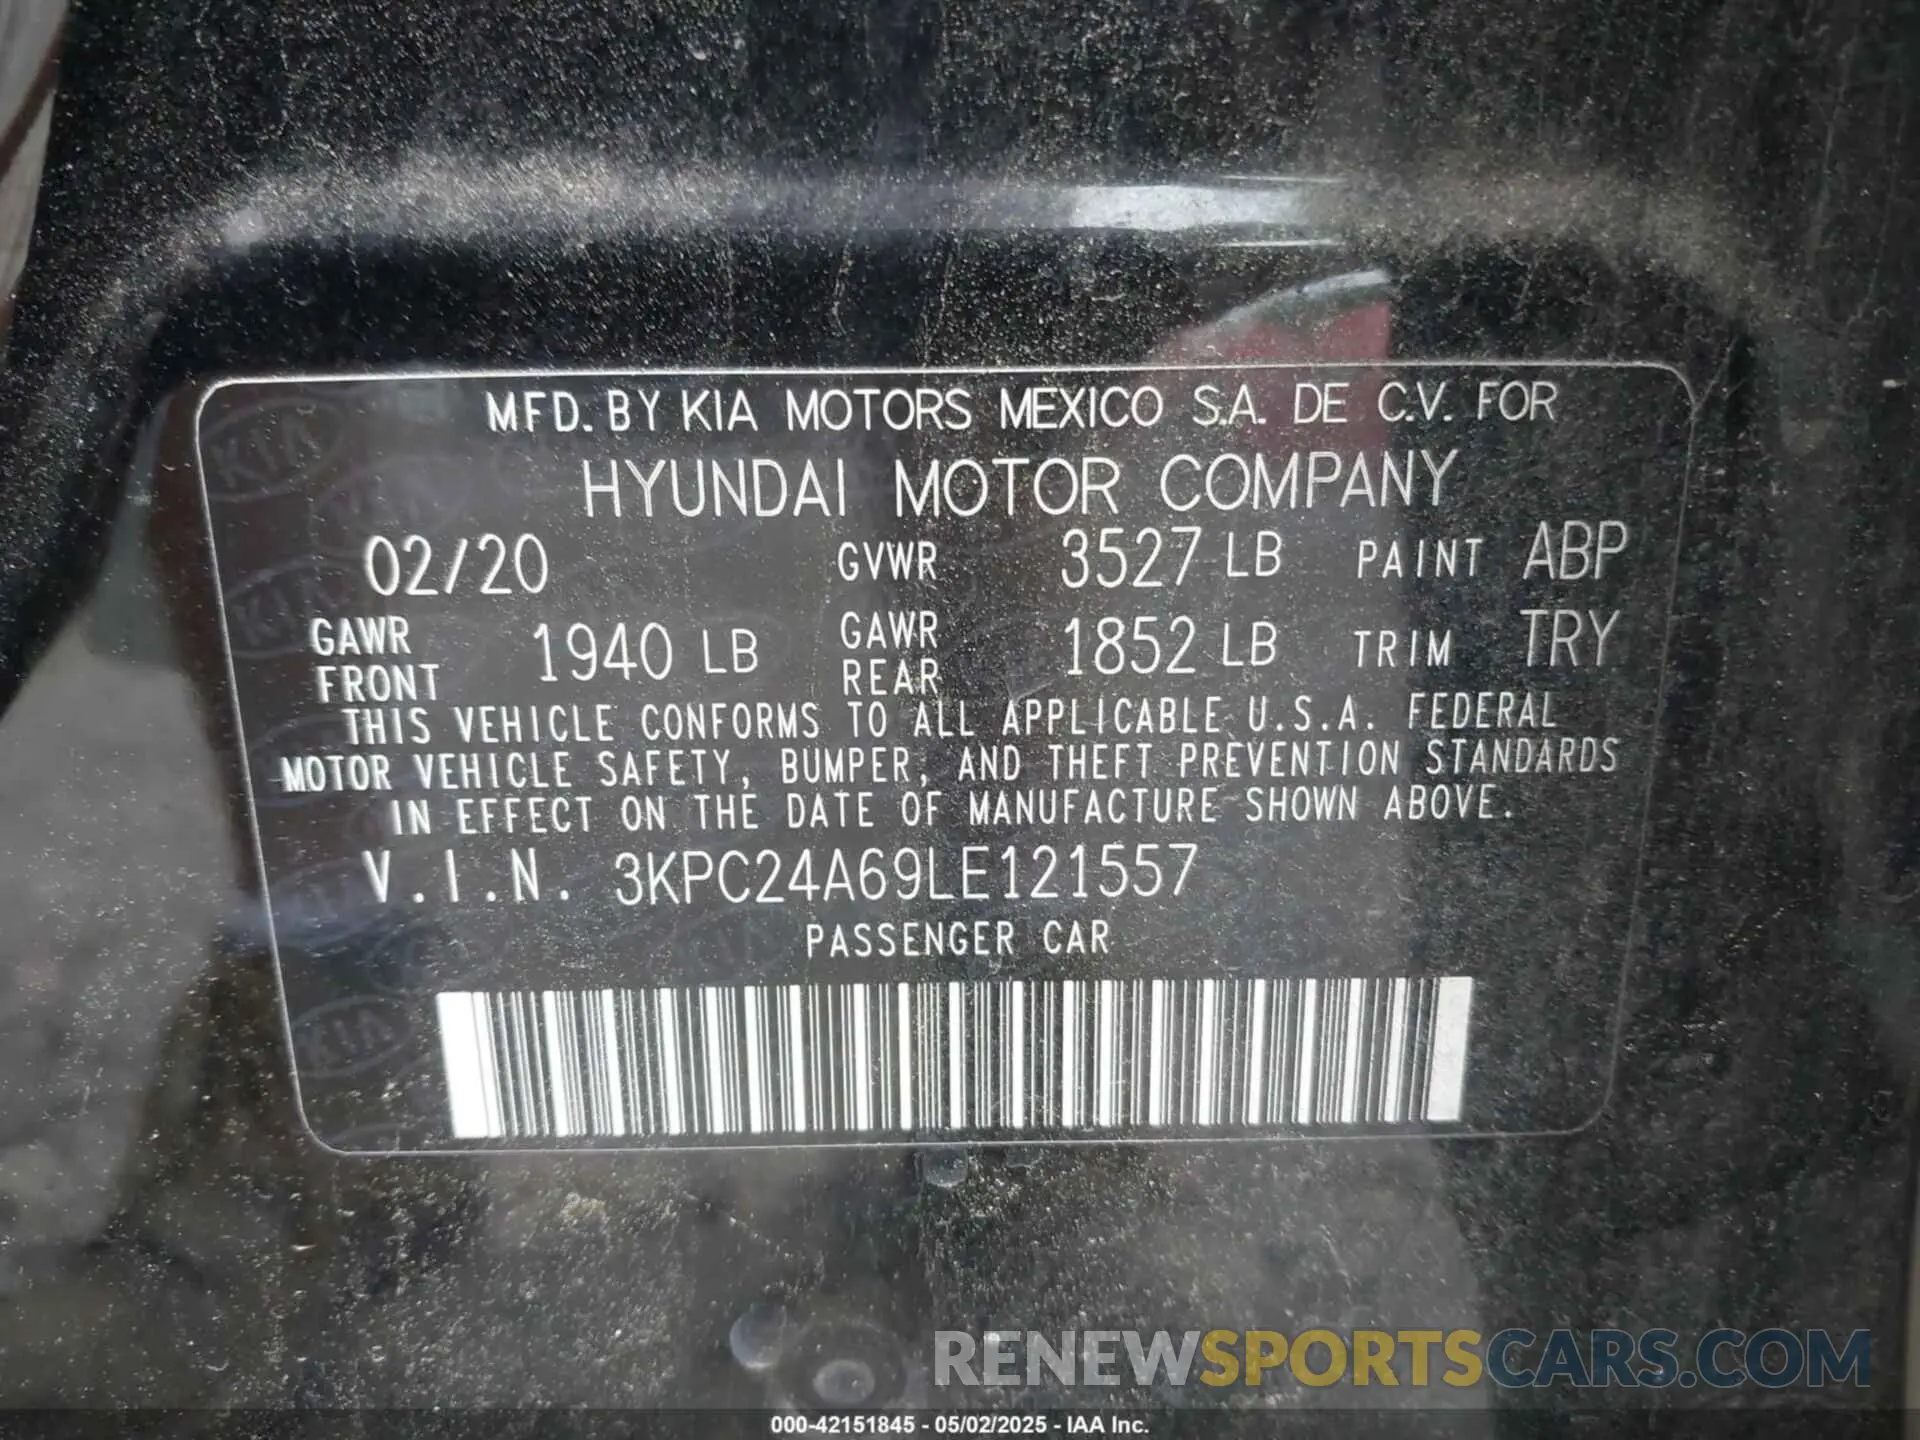 MFD. BY KIA MOTORS MEXICO S.A. DE C.V. FOR
HYUNDAI MOTOR COMPANY
02/20 GVWR 3527 LB PAINT ABP
GAWR FRONT 1940 LB GAWR REAR 1852 LB TRIM TRY
THIS VEHICLE CONFORMS TO ALL APPLICABLE U.S.A. FEDERAL
MOTOR VEHICLE SAFETY, BUMPER, AND THEFT PREVENTION STANDARDS
IN EFFECT ON THE DATE OF MANUFACTURE SHOWN ABOVE.
V.I.N. 3KPC24A69LE121557
PASSENGER CAR
KIA
KIA
KIA
RENEWSPORTSCARS.COM
000-42151845 - 05/02/2025 - IAA Inc.